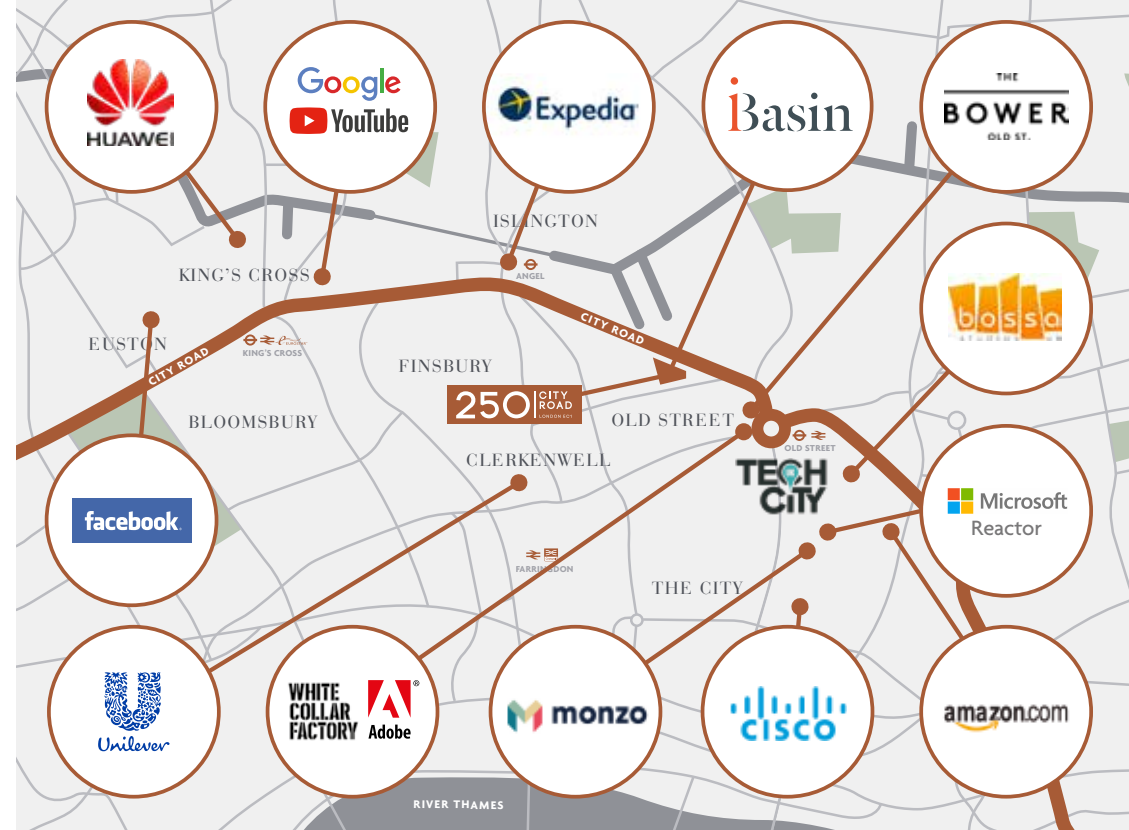 HUAWEI
Google
YouTube
Expedia
iBasin
THE
BOWER
OLD ST.
ISLINGTON
KING'S CROSS
ANGEL
CITY ROAD
bossa
EUSTON
KING'S CROSS
CITY ROAD
FINSBURY
250 CITY
ROAD
LONDON EC1
BLOOMSBURY
OLD STREET
OLD STREET
CLERKENWELL
TECH
CITY
facebook
Microsoft
Reactor
FARRINGDON
THE CITY
Unilever
WHITE
COLLAR
FACTORY
Adobe
monzo
CISCO
amazon.com
RIVER THAMES